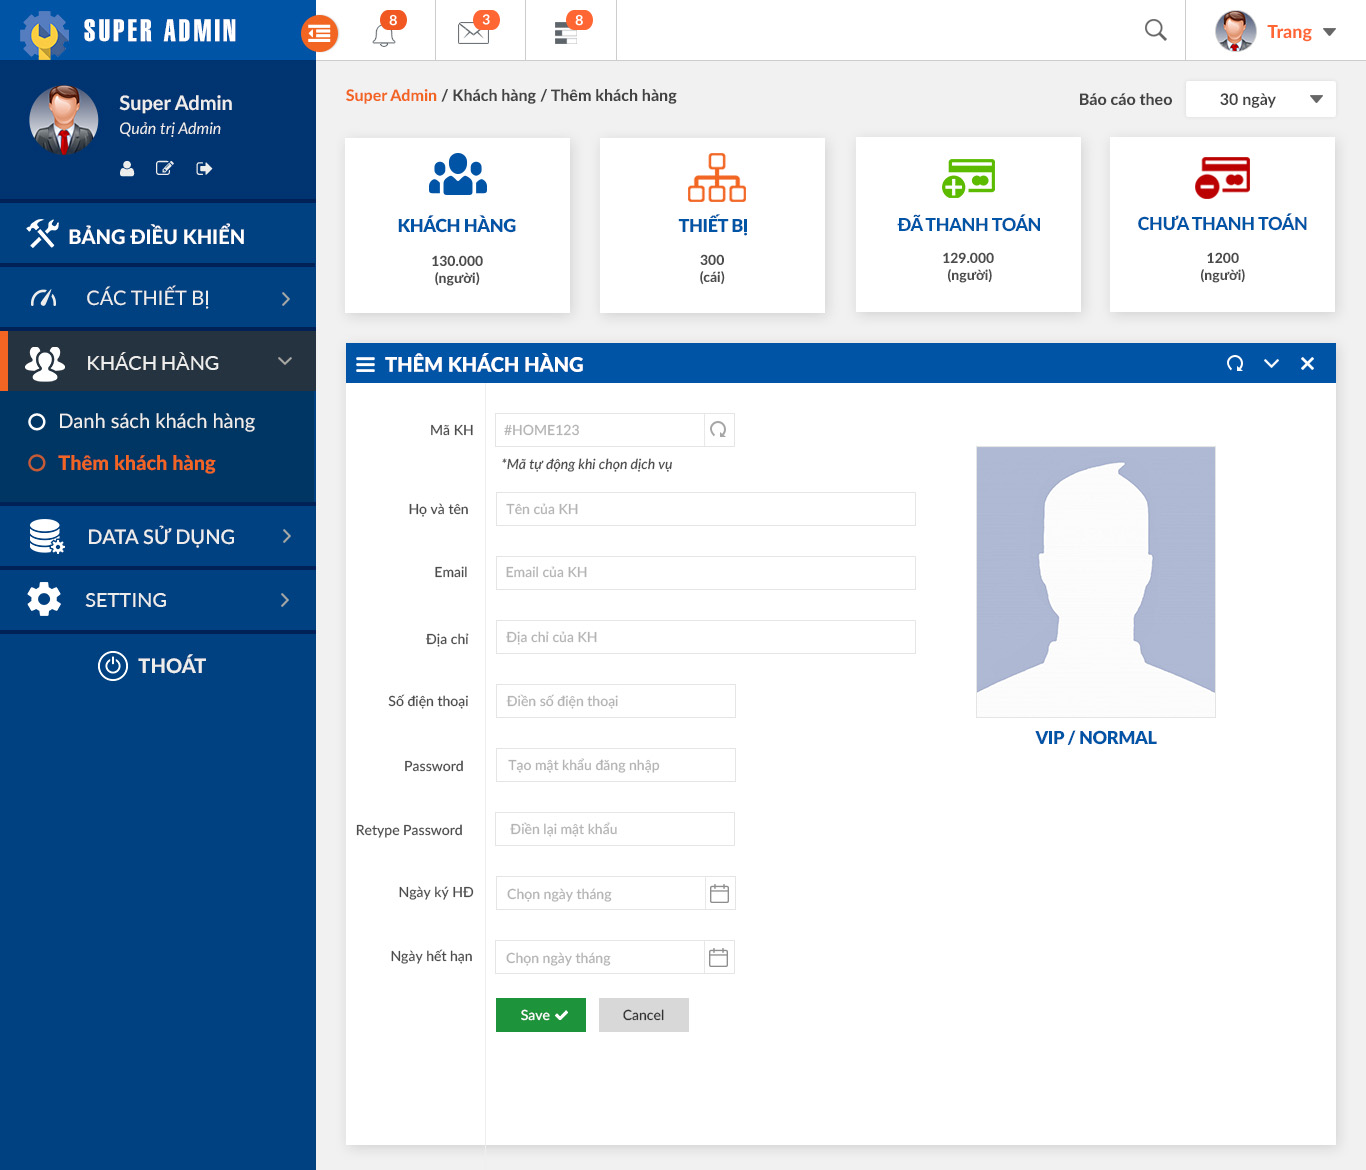 SUPER ADMIN
8
3
8
Trang
Super Admin
Quản trị Admin
BẢNG ĐIỀU KHIỂN
CÁC THIẾT BỊ
KHÁCH HÀNG
Danh sách khách hàng
Thêm khách hàng
DATA SỬ DỤNG
SETTING
THOÁT
Super Admin / Khách hàng / Thêm khách hàng
Báo cáo theo
30 ngày
KHÁCH HÀNG
130.000
(người)
THIẾT BỊ
300
(cái)
ĐÃ THANH TOÁN
129.000
(người)
CHƯA THANH TOÁN
1200
(người)
THÊM KHÁCH HÀNG
Mã KH
#HOME123
*Mã tự động khi chọn dịch vụ
Họ và tên
Tên của KH
Email
Email của KH
Địa chỉ
Địa chỉ của KH
Số điện thoại
Điền số điện thoại
Password
Tạo mật khẩu đăng nhập
Retype Password
Điền lại mật khẩu
Ngày ký HĐ
Chọn ngày tháng
Ngày hết hạn
Chọn ngày tháng
Save
Cancel
VIP / NORMAL